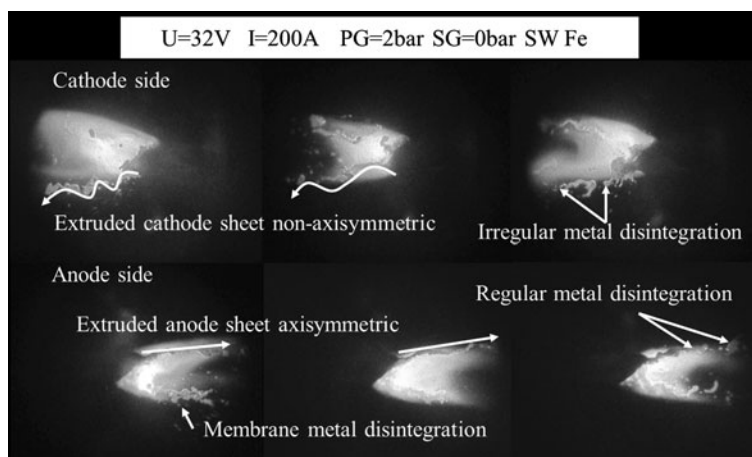 U=32V I=200A PG=2bar SG=0bar SW Fe
Cathode side
Extruded cathode sheet non-axisymmetric
Irregular metal disintegration
Anode side
Regular metal disintegration
Extruded anode sheet axisymmetric
Membrane metal disintegration